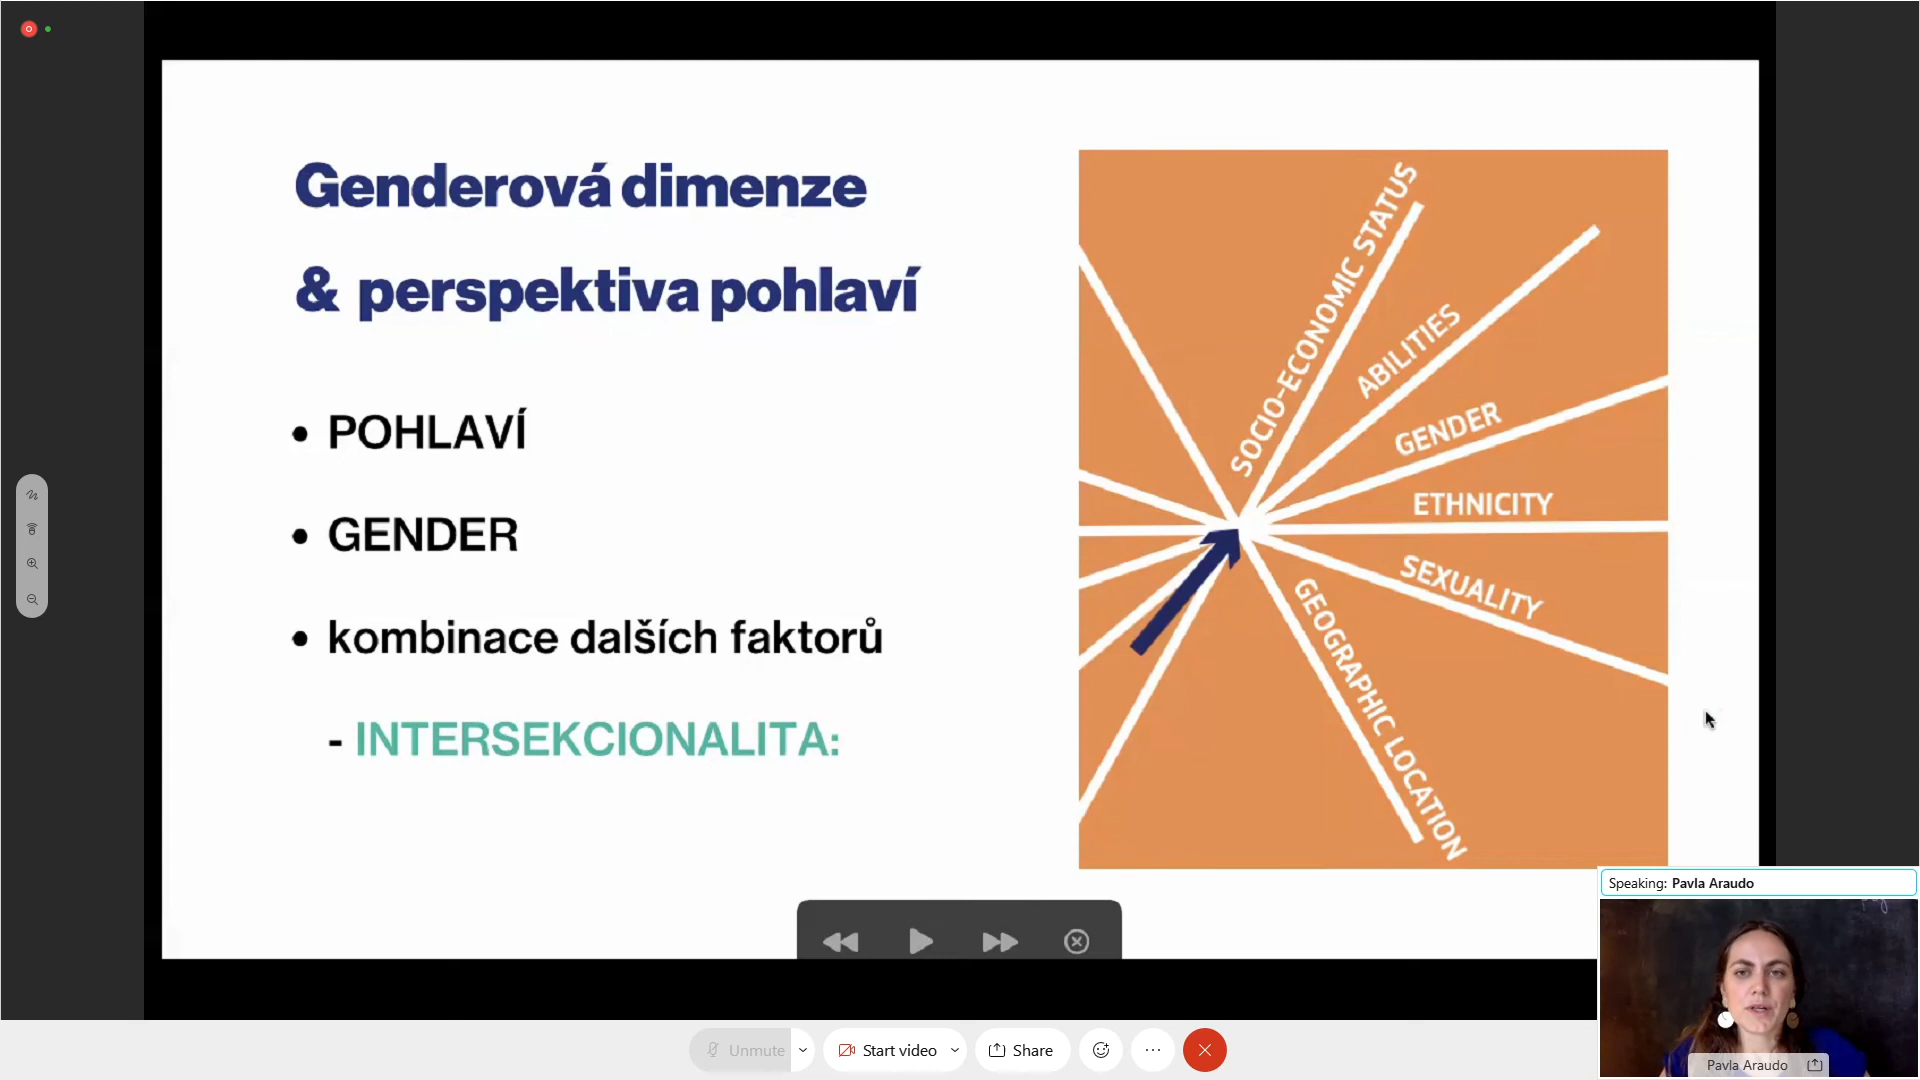 Genderová dimenze
& perspektiva pohlaví
• POHLAVÍ
• GENDER
• kombinace dalších faktorů
- INTERSEKCIONALITA:
SOCIO-ECONOMIC STATUS
ABILITIES
GENDER
ETHNICITY
SEXUALITY
GEOGRAPHIC LOCATION
Speaking: Pavla Araudo
Pavla Araudo
Unmute
Start video
Share